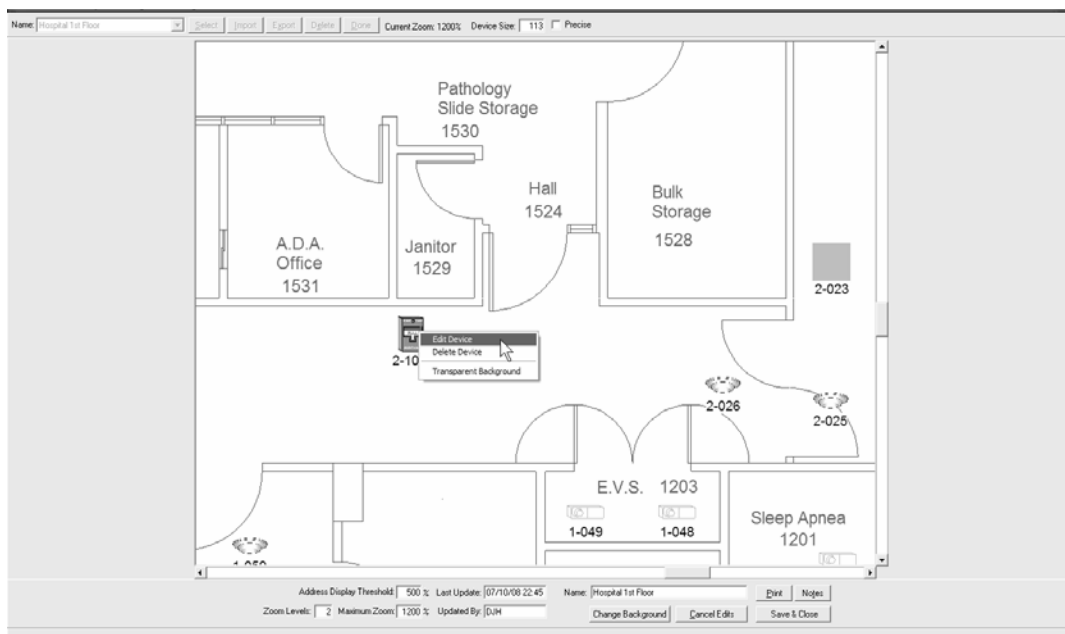 Name: Hospital 1st Floor Select Import Export Delete Done Current Zoom: 1200% Device Size: 113 Precise
Pathology
Slide Storage
1530
Hall
1524
Bulk
Storage
1528
A.D.A.
Office
1531
Janitor
1529
2-023
Edit Device
Delete Device
Transparent Background
2-10
2-026
2-025
E.V.S. 1203
1-049
1-048
Sleep Apnea
1201
Address Display Threshold: 500 % Last Update: 07/10/08 22:45 Name: Hospital 1st Floor Print Notes
Zoom Levels: 2 Maximum Zoom: 1200 % Updated By: DJH Change Background Cancel Edits Save & Close